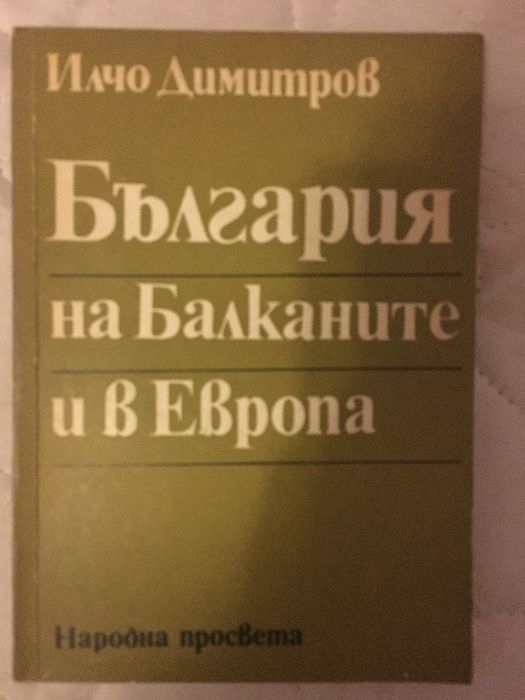 Илчо Димитров
България
на Балканите
и в Европа
Народна просвета